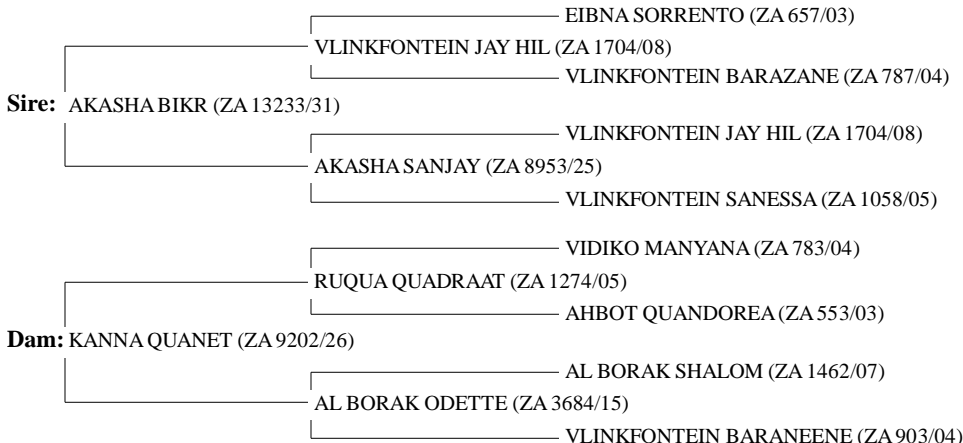 EIBNA SORRENTO (ZA 657/03)
VLINKFONTEIN JAY HIL (ZA 1704/08)
VLINKFONTEIN BARAZANE (ZA 787/04)
Sire: AKASHA BIKR (ZA 13233/31)
VLINKFONTEIN JAY HIL (ZA 1704/08)
AKASHA SANJAY (ZA 8953/25)
VLINKFONTEIN SANESSA (ZA 1058/05)
VIDIKO MANYANA (ZA 783/04)
RUQUA QUADRAAT (ZA 1274/05)
AHBOT QUANDOREA (ZA 553/03)
Dam: KANNA QUANET (ZA 9202/26)
AL BORAK SHALOM (ZA 1462/07)
AL BORAK ODETTE (ZA 3684/15)
VLINKFONTEIN BARANEENE (ZA 903/04)